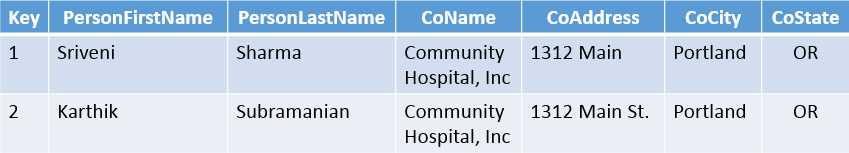 Key PersonFirstName PersonLastName CoName CoAddress CoCity CoState
1 Sriveni Sharma Community Hospital, Inc 1312 Main Portland OR
2 Karthik Subramanian Community Hospital, Inc 1312 Main St. Portland OR